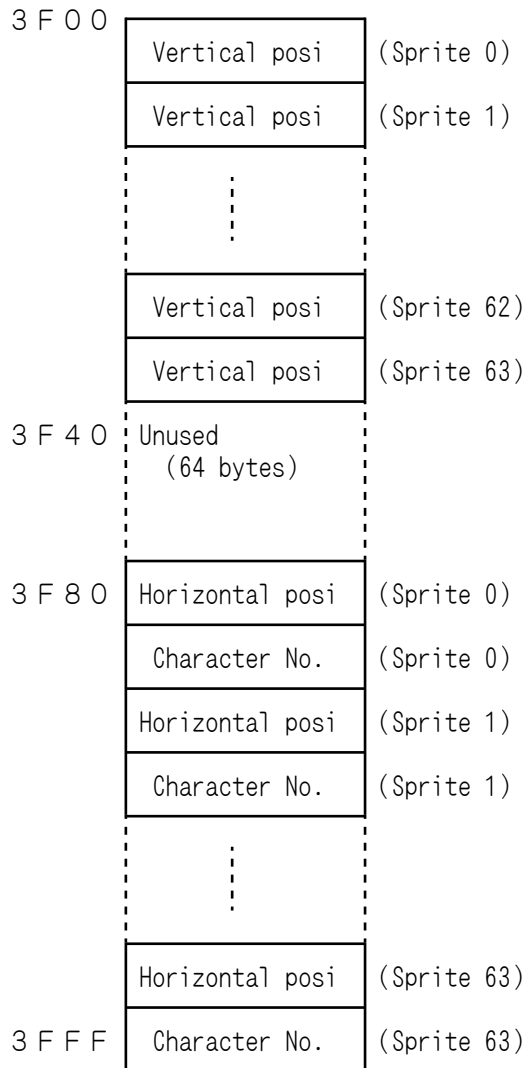 ３Ｆ００
Vertical posi (Sprite 0)
Vertical posi (Sprite 1)
Vertical posi (Sprite 62)
Vertical posi (Sprite 63)
３Ｆ４０ Unused
(64 bytes)
３Ｆ８０ Horizontal posi (Sprite 0)
Character No. (Sprite 0)
Horizontal posi (Sprite 1)
Character No. (Sprite 1)
Horizontal posi (Sprite 63)
３ＦＦＦ Character No. (Sprite 63)